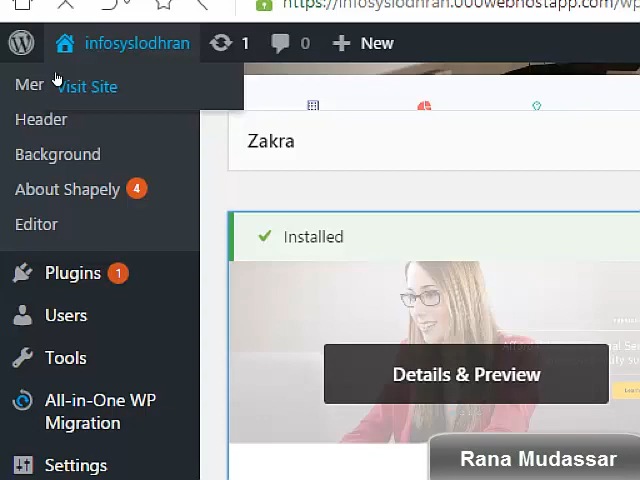 https://infosyslodhran.000webhostapp.com/wp
infosyslodhran 1 0 New
Mer Visit Site
Header
Background
About Shapely 4
Editor
Plugins 1
Users
Tools
All-in-One WP
Migration
Settings
Zakra
Installed
Details & Preview
Rana Mudassar